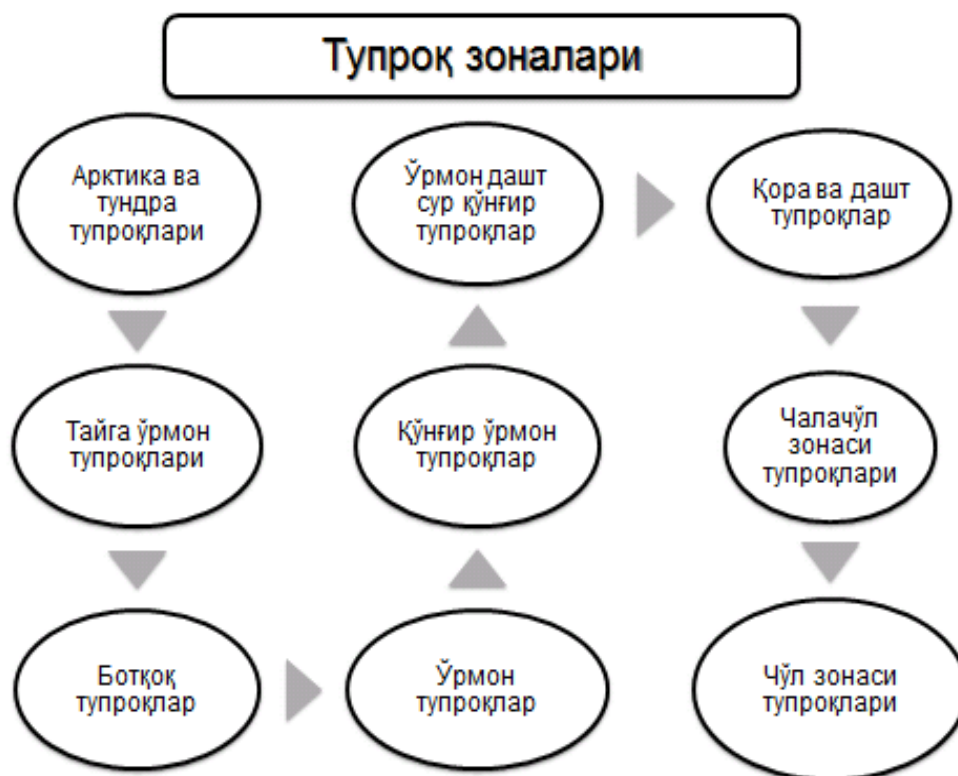 Тупроқ зоналари
Арктика ва
тундра
тупроқлари
Тайга ўрмон
тупроқлари
Ботқоқ
тупроқлар
Ўрмон
тупроқлар
Қўнғир ўрмон
тупроқлар
Ўрмон дашт
сур қўнғир
тупроқлар
Қора ва дашт
тупроқлар
Чалачўл
зонаси
тупроқлари
Чўл зонаси
тупроқлари